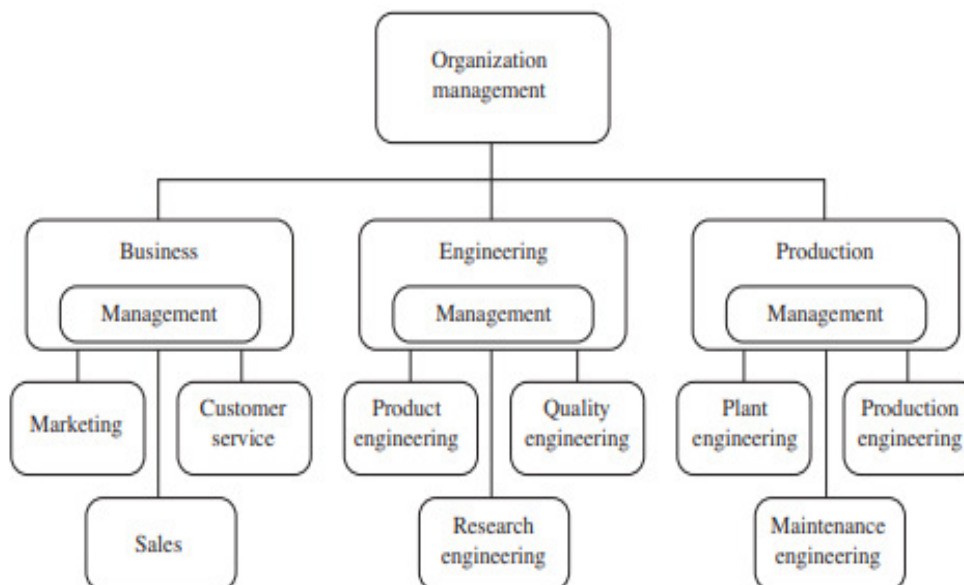 Organization
management
Business
Engineering
Production
Management
Management
Management
Marketing
Customer
service
Product
engineering
Quality
engineering
Plant
engineering
Production
engineering
Sales
Research
engineering
Maintenance
engineering